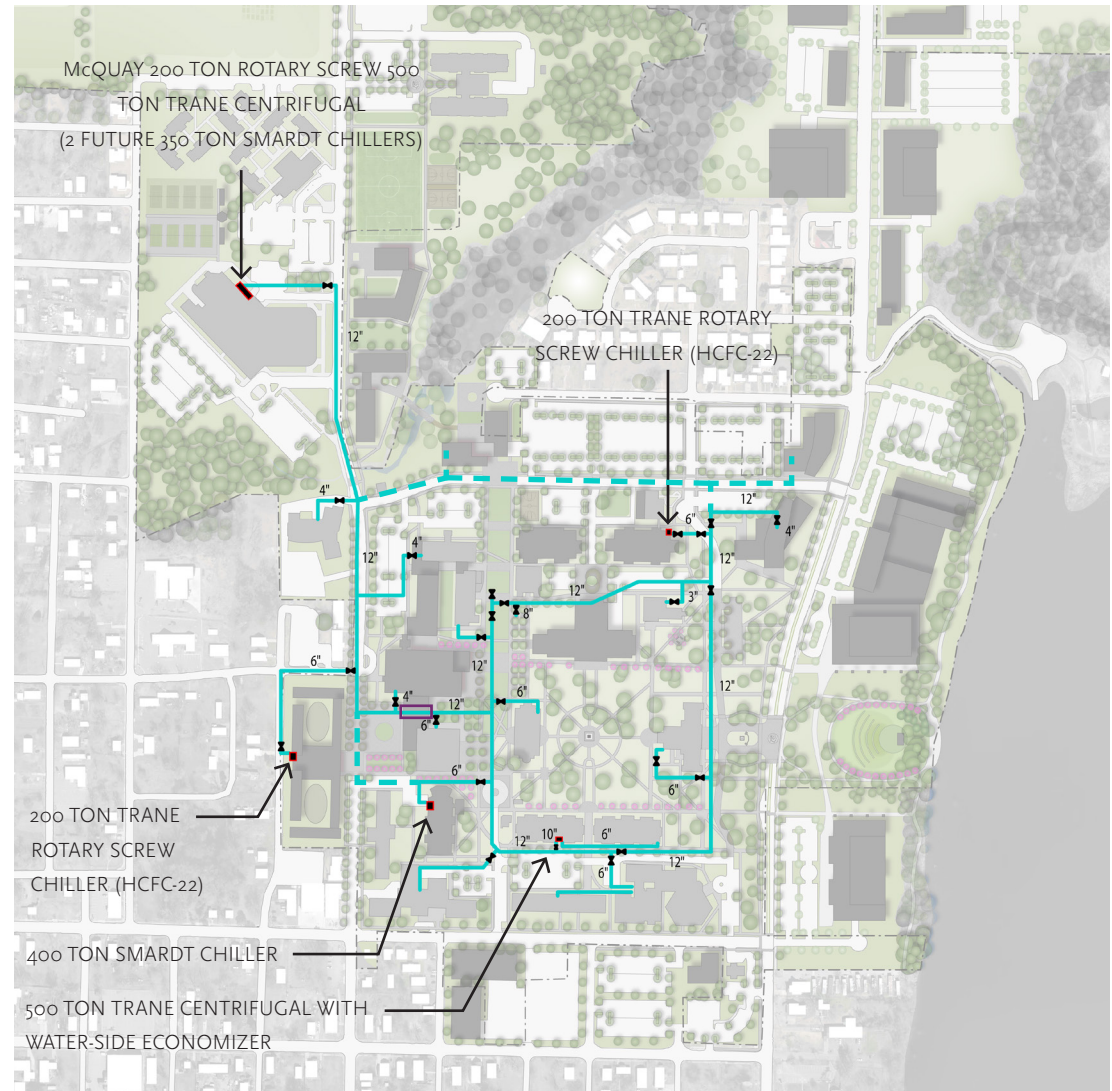 McQUAY 200 TON ROTARY SCREW 500
TON TRANE CENTRIFUGAL
(2 FUTURE 350 TON SMARDT CHILLERS)
12"
200 TON TRANE ROTARY
SCREW CHILLER (HCFC-22)
4"
12"
6"
4"
12"
4"
12"
12"
3"
8"
12"
6"
12"
4"
12"
6"
6"
6"
6"
200 TON TRANE
ROTARY SCREW
CHILLER (HCFC-22)
12"
10"
6"
12"
6"
400 TON SMARDT CHILLER
500 TON TRANE CENTRIFUGAL WITH
WATER-SIDE ECONOMIZER